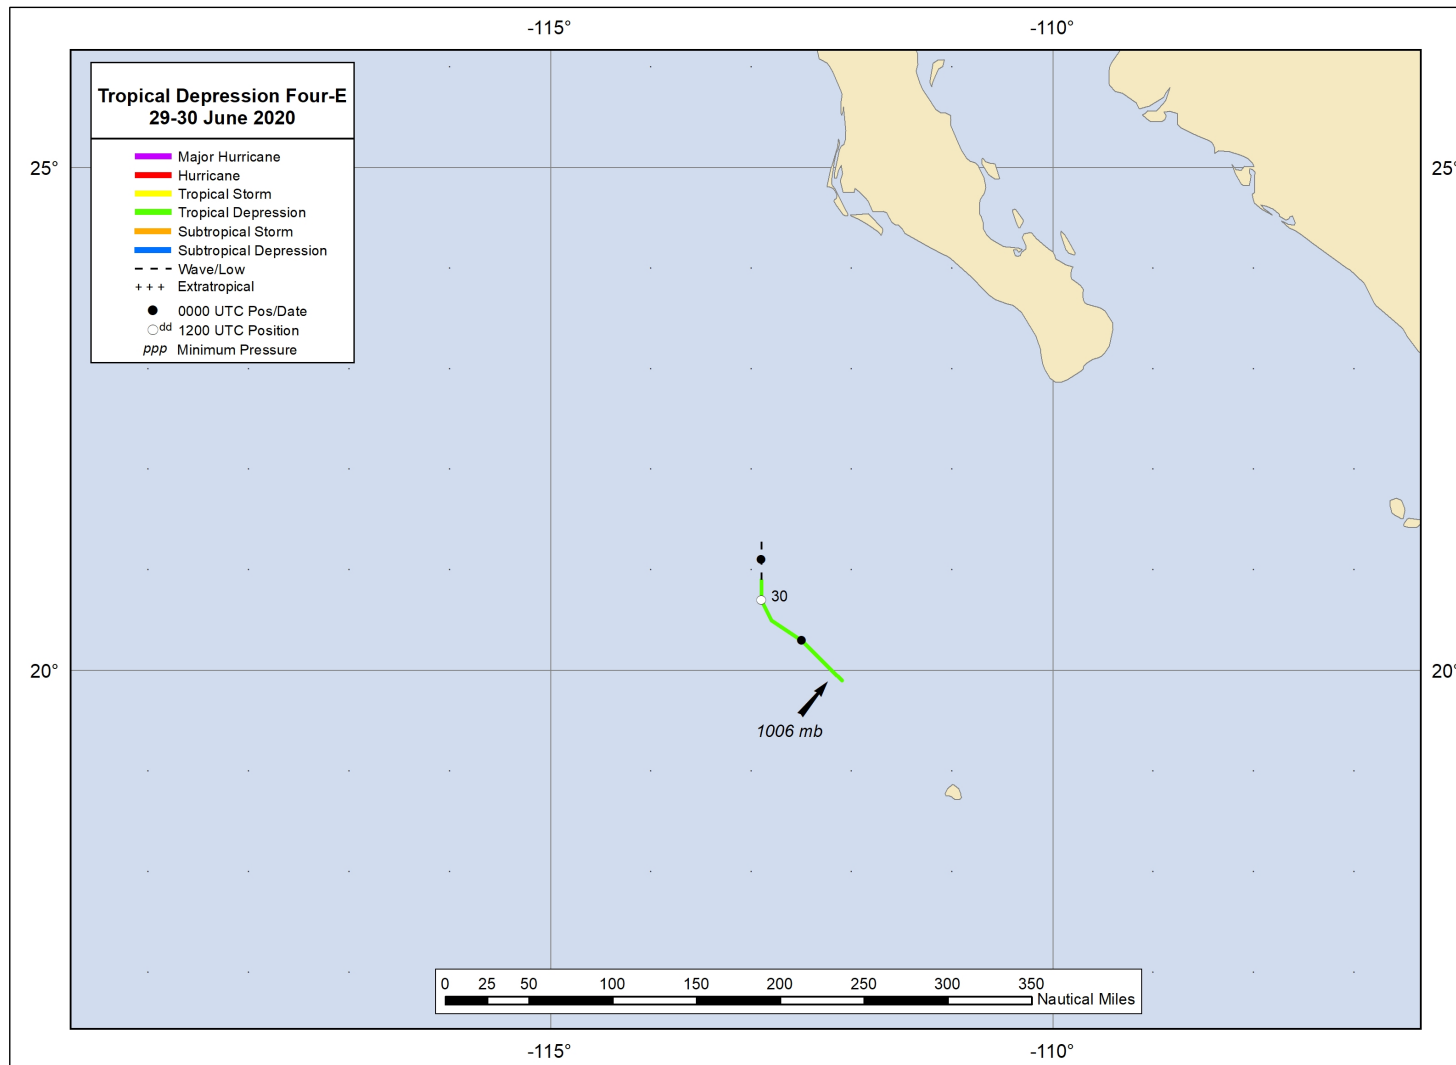 -115° -110°
Tropical Depression Four-E
29-30 June 2020
Major Hurricane
Hurricane
Tropical Storm
Tropical Depression
Subtropical Storm
Subtropical Depression
Wave/Low
+++ Extratropical
0000 UTC Pos/Date
dd 1200 UTC Position
ppp Minimum Pressure
25° 25°
30
20° 20°
1006 mb
0 25 50 100 150 200 250 300 350
Nautical Miles
-115° -110°